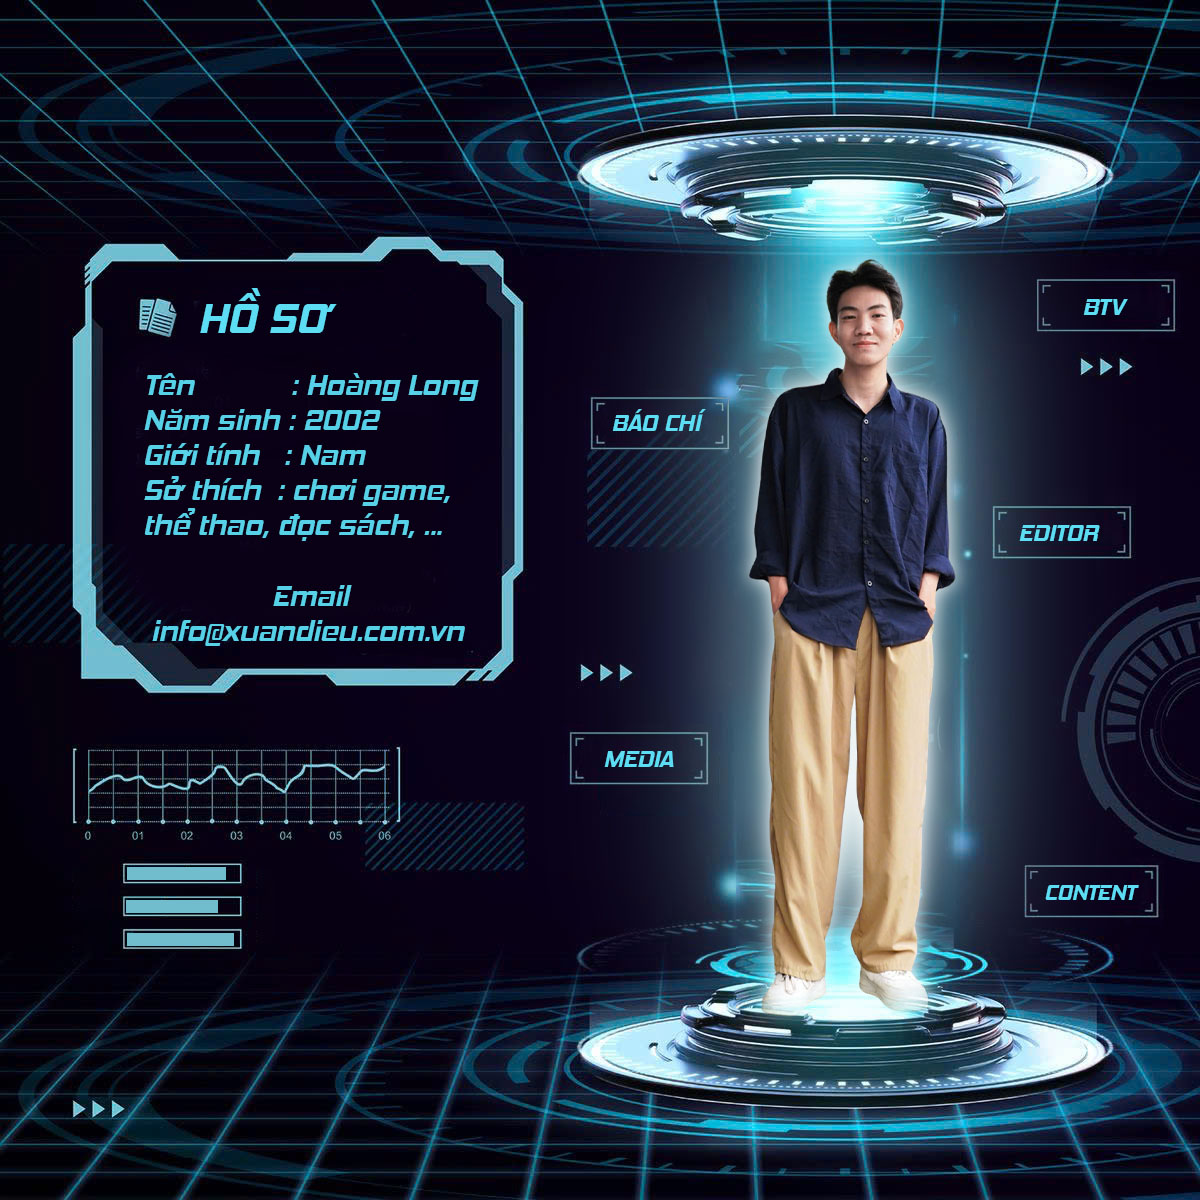 HỒ SƠ
Tên : Hoàng Long
Năm sinh : 2002
Giới tính : Nam
Sở thích : chơi game,
thể thao, đọc sách, ...
Email
info@xuandieu.com.vn
BTV
BÁO CHÍ
EDITOR
MEDIA
CONTENT
0 01 02 03 04 05 06